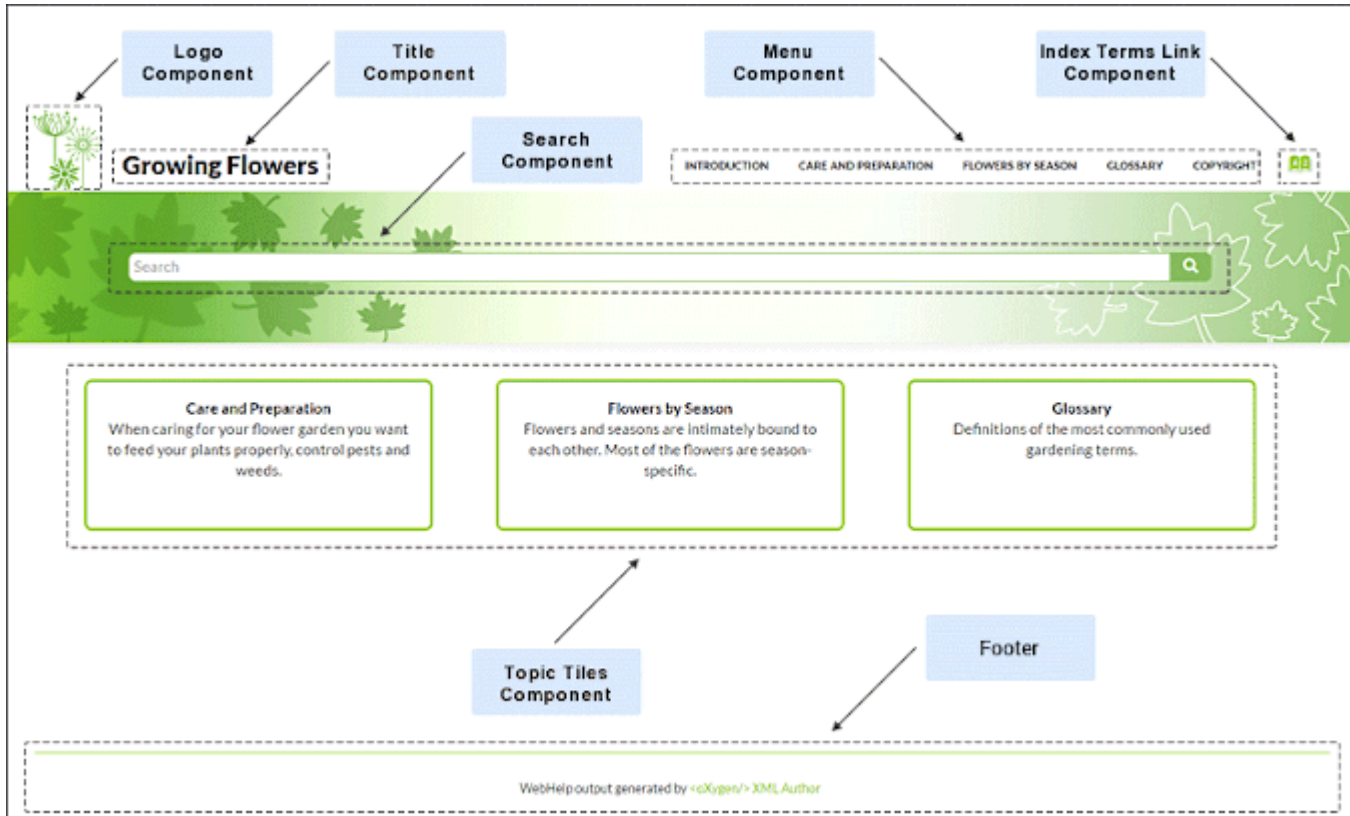 Logo
Component
Title
Component
Menu
Component
Index Terms Link
Component
Search
Component
Growing Flowers
INTRODUCTION CARE AND PREPARATION FLOWERS BY SEASON GLOSSARY COPYRIGHT
Search
Care and Preparation
When caring for your flower garden you want
to feed your plants properly, control pests and
weeds.
Flowers by Season
Flowers and seasons are intimately bound to
each other. Most of the flowers are season-
specific.
Glossary
Definitions of the most commonly used
gardening terms.
Topic Tiles
Component
Footer
WebHelp output generated by <oXygen/> XML Author